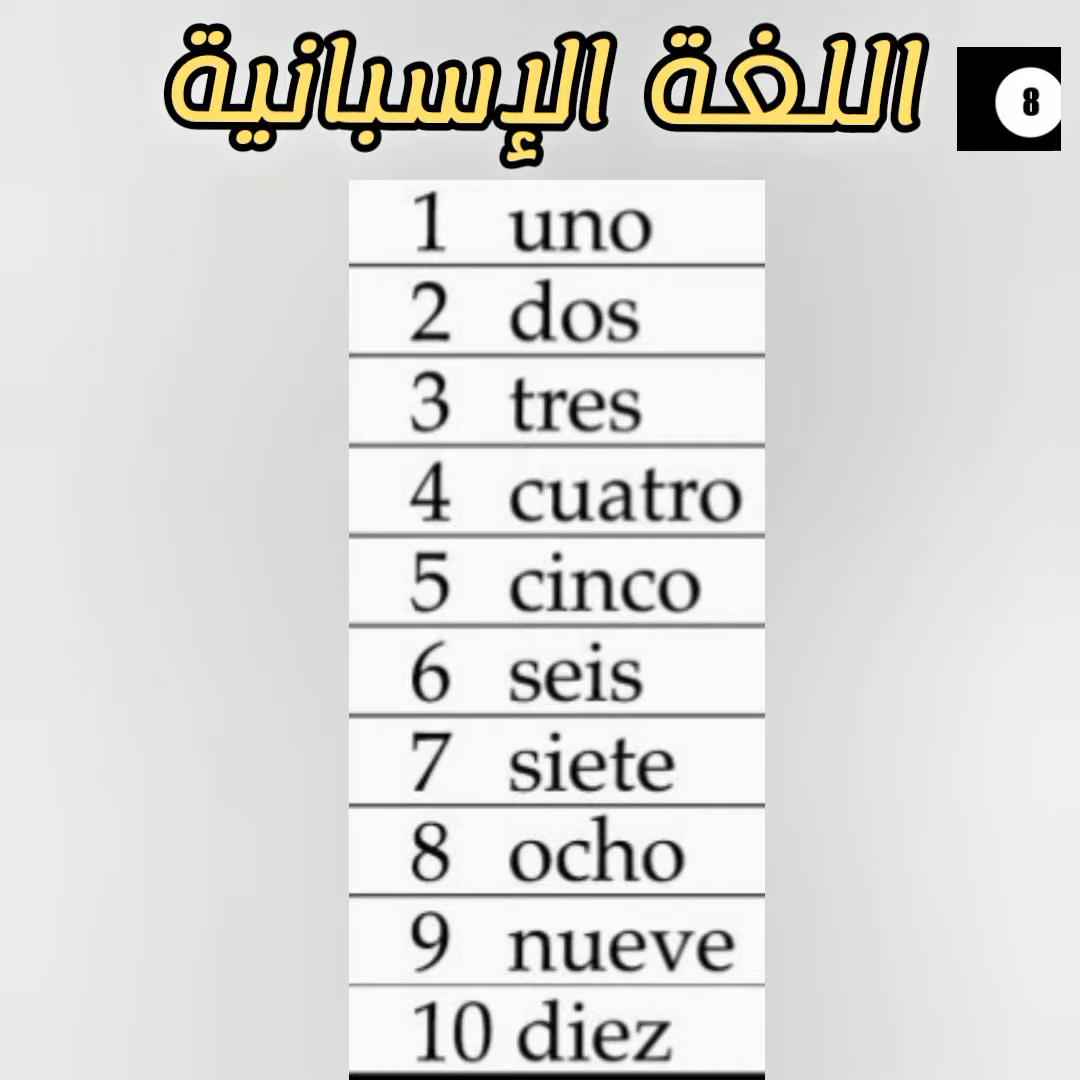 اللغة الإسبانية
8
1 uno
2 dos
3 tres
4 cuatro
5 cinco
6 seis
7 siete
8 ocho
9 nueve
10 diez